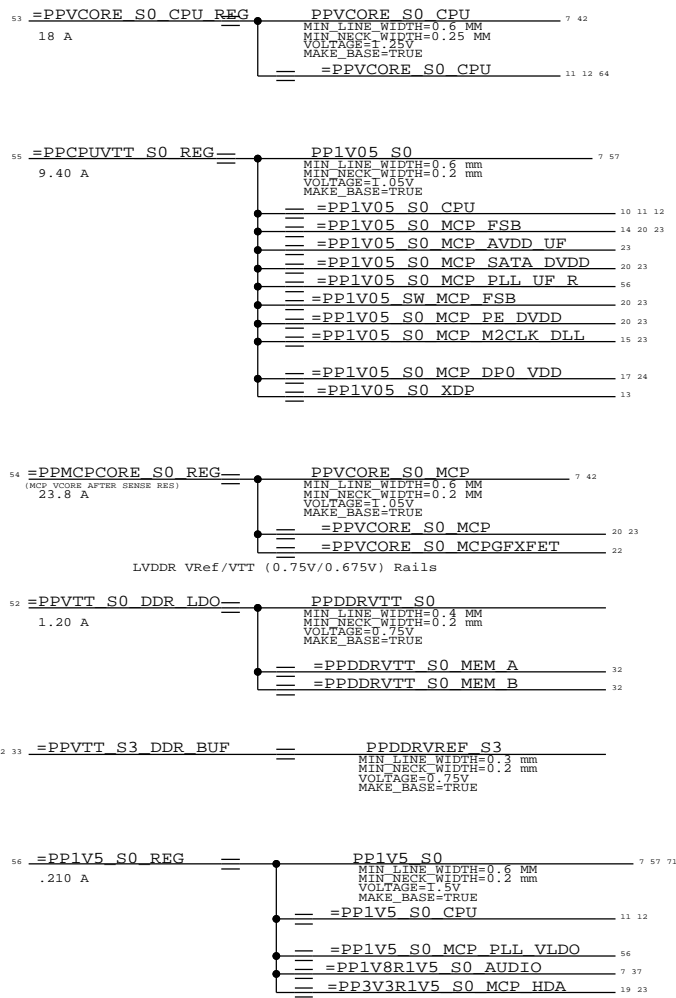 53 =PPVCORE_S0_CPU_REG PPVCORE_S0_CPU 7 42
18 A
MIN_LINE_WIDTH=0.6 MM
MIN_NECK_WIDTH=0.25 MM
VOLTAGE=1.25V
MAKE_BASE=TRUE
=PPVCORE_S0_CPU 11 12 64
55 =PPCPUVTT_S0_REG PP1V05_S0 7 57
9.40 A
MIN_LINE_WIDTH=0.6 mm
MIN_NECK_WIDTH=0.2 mm
VOLTAGE=1.05V
MAKE_BASE=TRUE
=PP1V05_S0_CPU 10 11 12
=PP1V05_S0_MCP_FSB 14 20 23
=PP1V05_S0_MCP_AVDD_UF 23
=PP1V05_S0_MCP_SATA_DVDD 20 23
=PP1V05_S0_MCP_PLL_UF_R 56
=PP1V05_SW_MCP_FSB 20 23
=PP1V05_S0_MCP_PE_DVDD 20 23
=PP1V05_S0_MCP_M2CLK_DLL 15 23
=PP1V05_S0_MCP_DP0_VDD 17 24
=PP1V05_S0_XDP 13
54 =PPMCPCORE_S0_REG PPVCORE_S0_MCP 7 42
(MCP VCORE AFTER SENSE RES)
23.8 A
MIN_LINE_WIDTH=0.6 MM
MIN_NECK_WIDTH=0.2 MM
VOLTAGE=1.05V
MAKE_BASE=TRUE
=PPVCORE_S0_MCP 20 23
=PPVCORE_S0_MCPGFXFET 22
LVDDR VRef/VTT (0.75V/0.675V) Rails
52 =PPVTT_S0_DDR_LDO PPDDRVTT_S0
1.20 A
MIN_LINE_WIDTH=0.4 MM
MIN_NECK_WIDTH=0.2 mm
VOLTAGE=0.75V
MAKE_BASE=TRUE
=PPDDRVTT_S0_MEM_A 32
=PPDDRVTT_S0_MEM_B 32
2 33 =PPVTT_S3_DDR_BUF PPDDRVREF_S3
MIN_LINE_WIDTH=0.3 mm
MIN_NECK_WIDTH=0.2 mm
VOLTAGE=0.75V
MAKE_BASE=TRUE
56 =PP1V5_S0_REG PP1V5_S0 7 57 71
.210 A
MIN_LINE_WIDTH=0.6 MM
MIN_NECK_WIDTH=0.2 mm
VOLTAGE=1.5V
MAKE_BASE=TRUE
=PP1V5_S0_CPU 11 12
=PP1V5_S0_MCP_PLL_VLDO 56
=PP1V8R1V5_S0_AUDIO 7 37
=PP3V3R1V5_S0_MCP_HDA 19 23